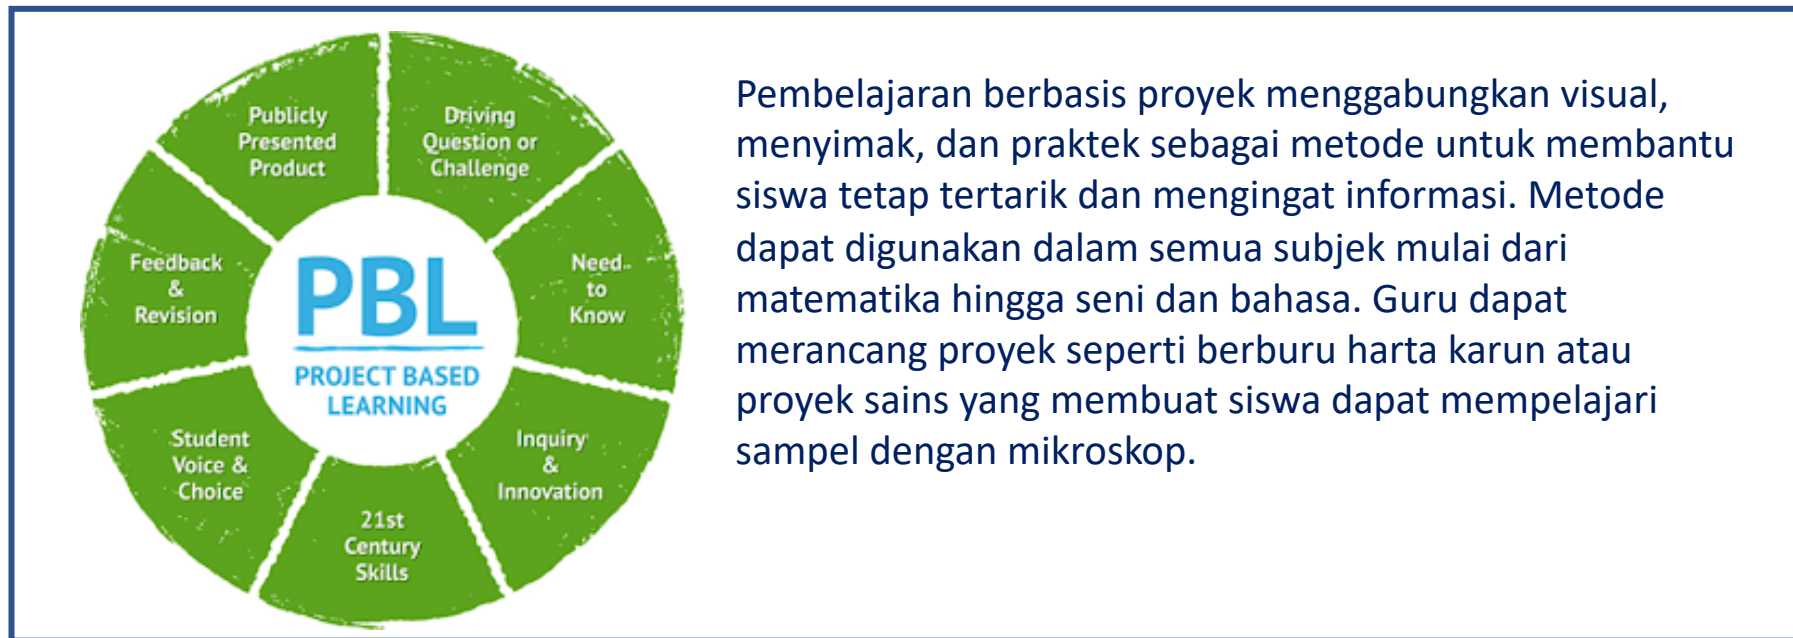 Publicly
Presented
Product
Driving
Question or
Challenge
Need
to
Know
Inquiry
&
Innovation
21st
Century
Skills
Student
Voice &
Choice
Feedback
&
Revision
PBL
PROJECT BASED
LEARNING
Pembelajaran berbasis proyek menggabungkan visual,
menyimak, dan praktek sebagai metode untuk membantu
siswa tetap tertarik dan mengingat informasi. Metode
dapat digunakan dalam semua subjek mulai dari
matematika hingga seni dan bahasa. Guru dapat
merancang proyek seperti berburu harta karun atau
proyek sains yang membuat siswa dapat mempelajari
sampel dengan mikroskop.